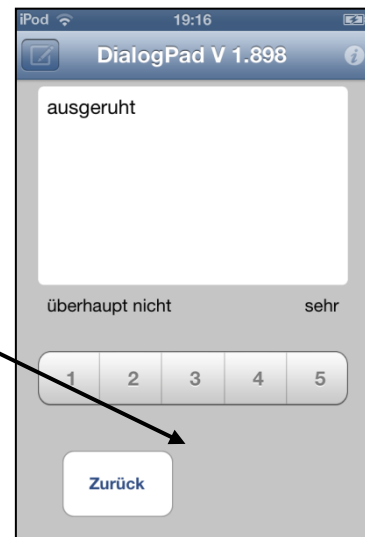 iPod 19:16
DialogPad V 1.898
ausgeruht
überhaupt nicht sehr
1 2 3 4 5
Zurück